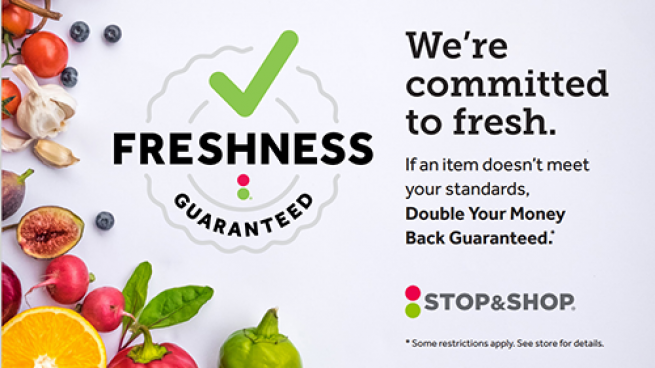 FRESHNESS
GUARANTEED
We're
committed
to fresh.
If an item doesn't meet
your standards,
Double Your Money
Back Guaranteed.*
STOP&SHOP®
* Some restrictions apply. See store for details.